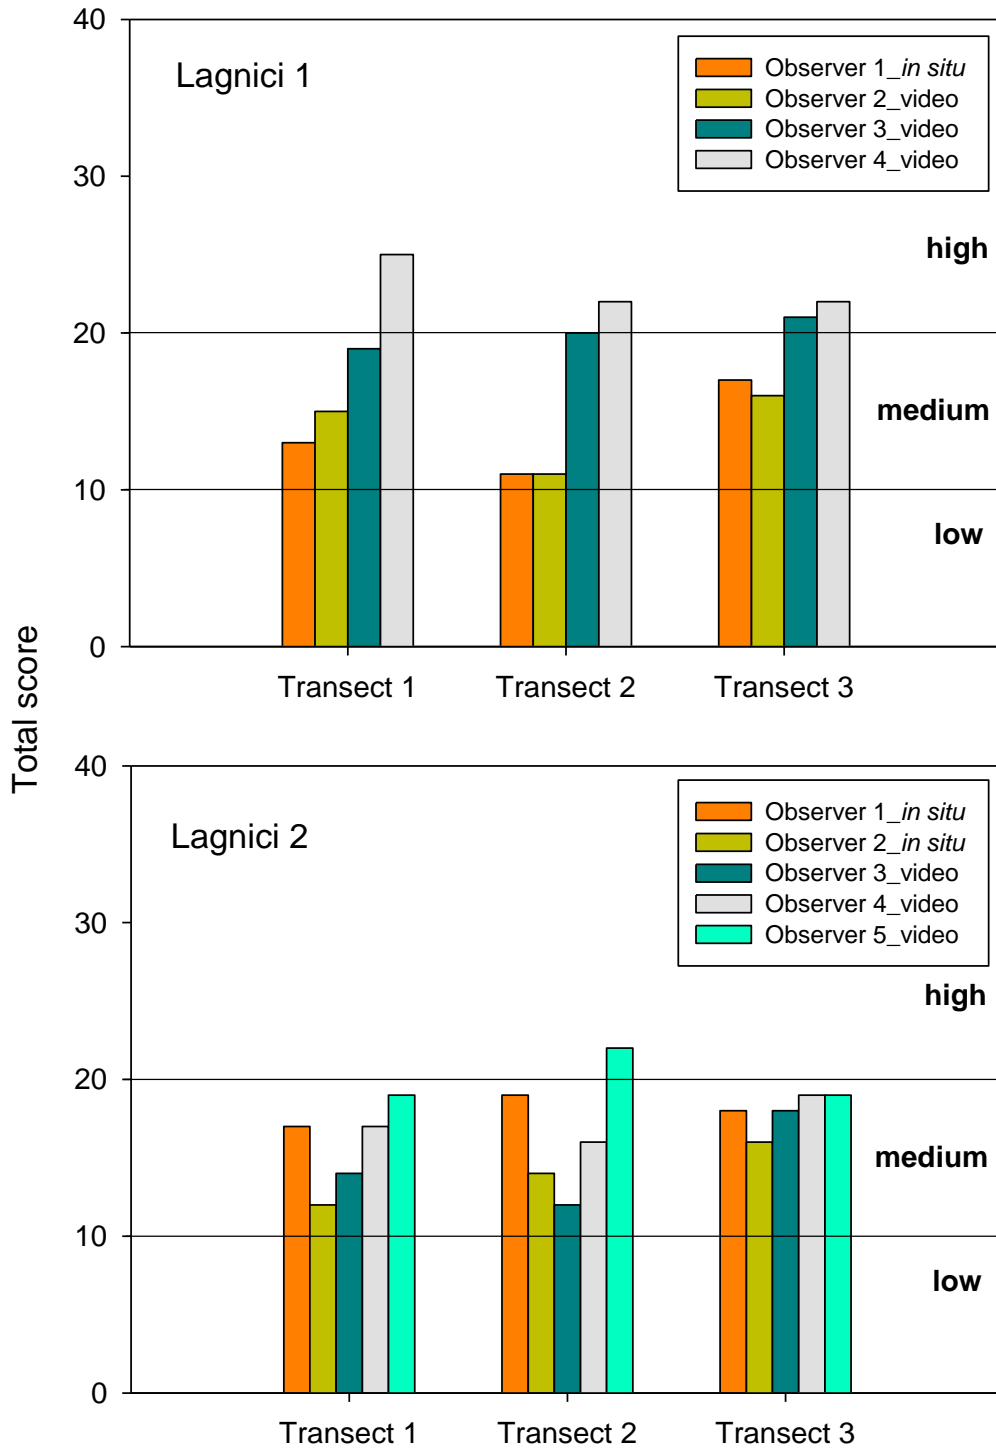 Total score
Lagnici 1
40
30
20
10
0
Observer 1_in situ
Observer 2_video
Observer 3_video
Observer 4_video
high
medium
low
Transect 1 Transect 2 Transect 3
Lagnici 2
40
30
20
10
0
Observer 1_in situ
Observer 2_in situ
Observer 3_video
Observer 4_video
Observer 5_video
high
medium
low
Transect 1 Transect 2 Transect 3